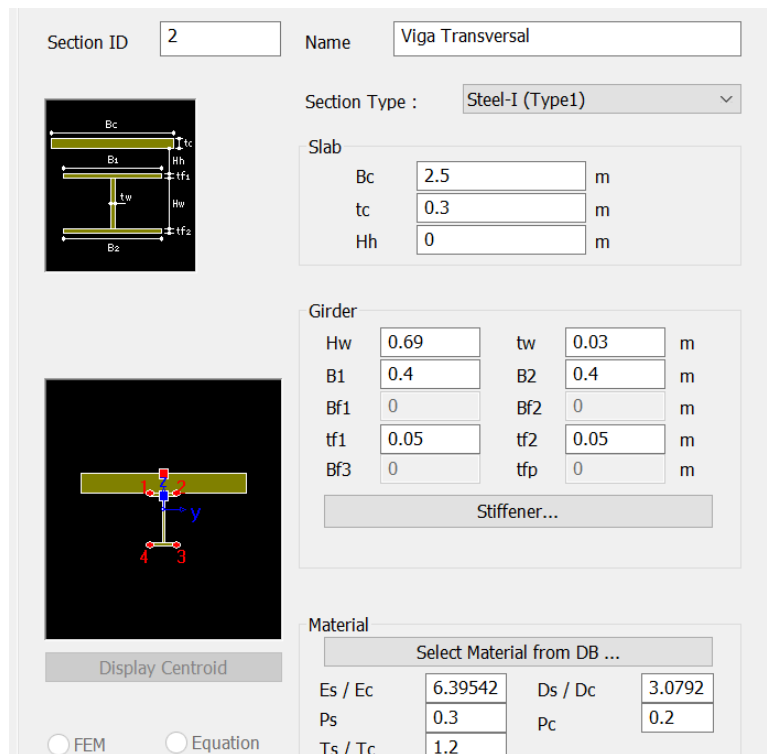 Section ID 2 Name Viga Transversal
Section Type : Steel-I (Type1)
Bc
tc
B1 Hh
tf1
tw Hw
tf2
B2
Slab
Bc 2.5 m
tc 0.3 m
Hh 0 m
Girder
Hw 0.69 tw 0.03 m
B1 0.4 B2 0.4 m
Bf1 0 Bf2 0 m
tf1 0.05 tf2 0.05 m
Bf3 0 tfp 0 m
Stiffener...
1 z 2
y
4 3
Display Centroid
FEM Equation
Material
Select Material from DB ...
Es / Ec 6.39542 Ds / Dc 3.0792
Ps 0.3 Pc 0.2
Ts / Tc 1.2